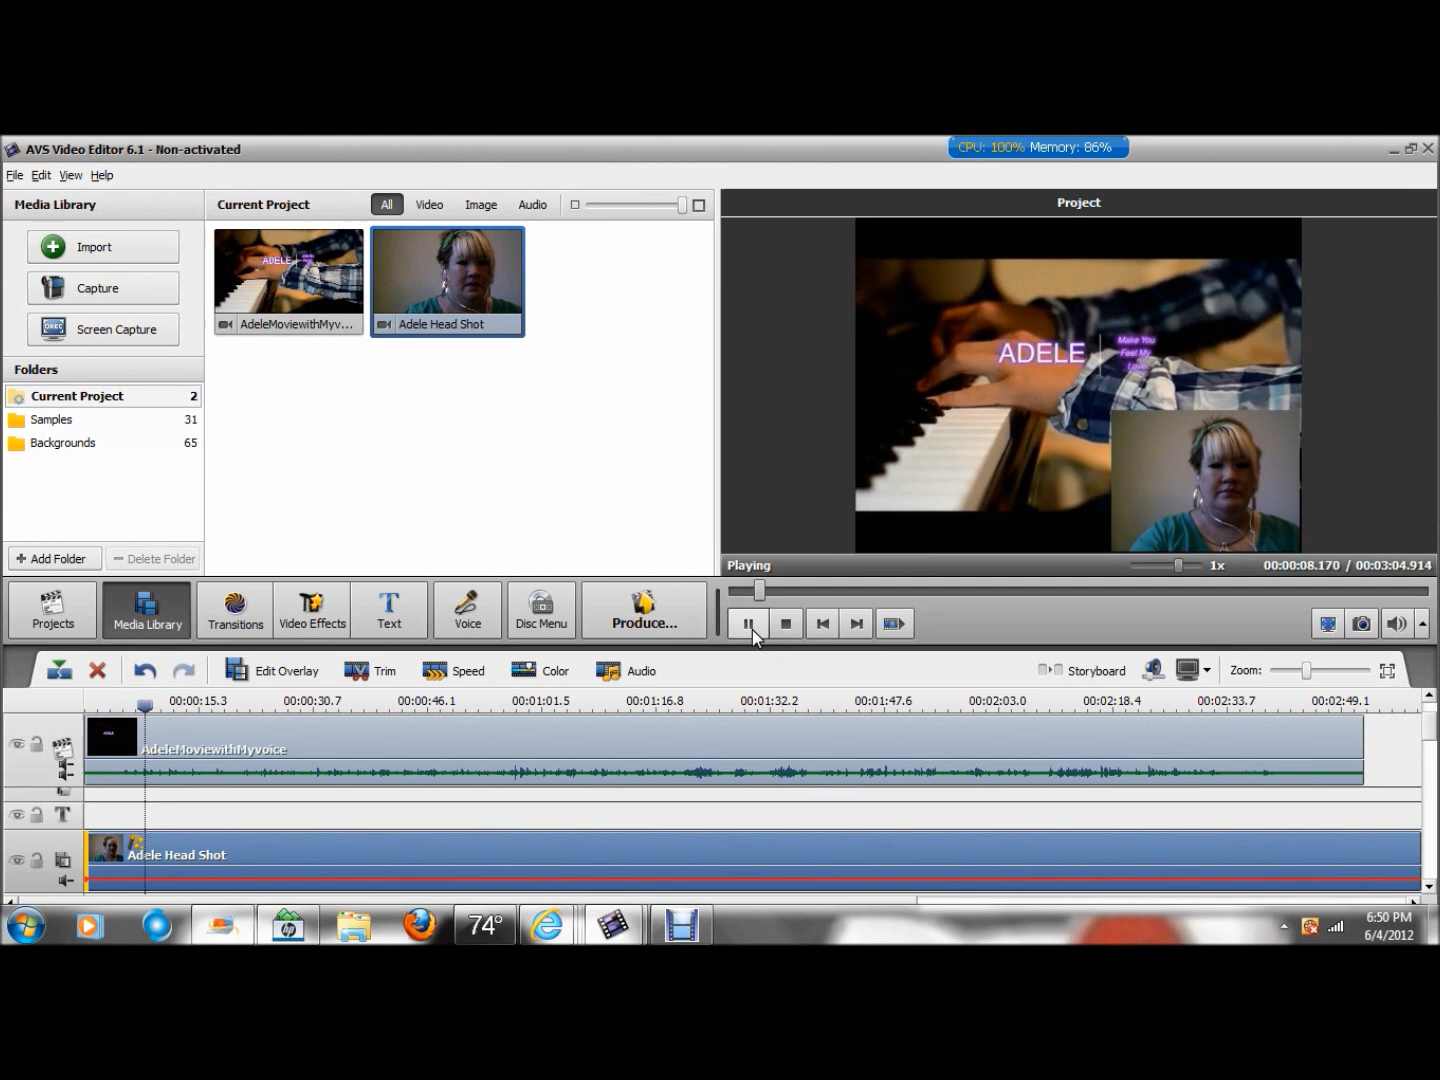 AVS Video Editor 6.1 - Non-activated
CPU: 100% Memory: 86%
File Edit View Help
Media Library
Current Project
All Video Image Audio
Project
Import
Capture
Screen Capture
AdeleMoviewithMyv...
Adele Head Shot
ADELE
Make You
Feel My
Love
Folders
Current Project 2
Samples 31
Backgrounds 65
+ Add Folder
Delete Folder
Playing
1x
00:00:08.170 / 00:03:04.914
Projects
Media Library
Transitions
Video Effects
Text
Voice
Disc Menu
Produce...
Edit Overlay
Trim
Speed
Color
Audio
Storyboard
Zoom:
00:00:15.3 00:00:30.7 00:00:46.1 00:01:01.5 00:01:16.8 00:01:32.2 00:01:47.6 00:02:03.0 00:02:18.4 00:02:33.7 00:02:49.1
AdeleMoviewithMyvoice
T
Adele Head Shot
hp
74°
6:50 PM
6/4/2012